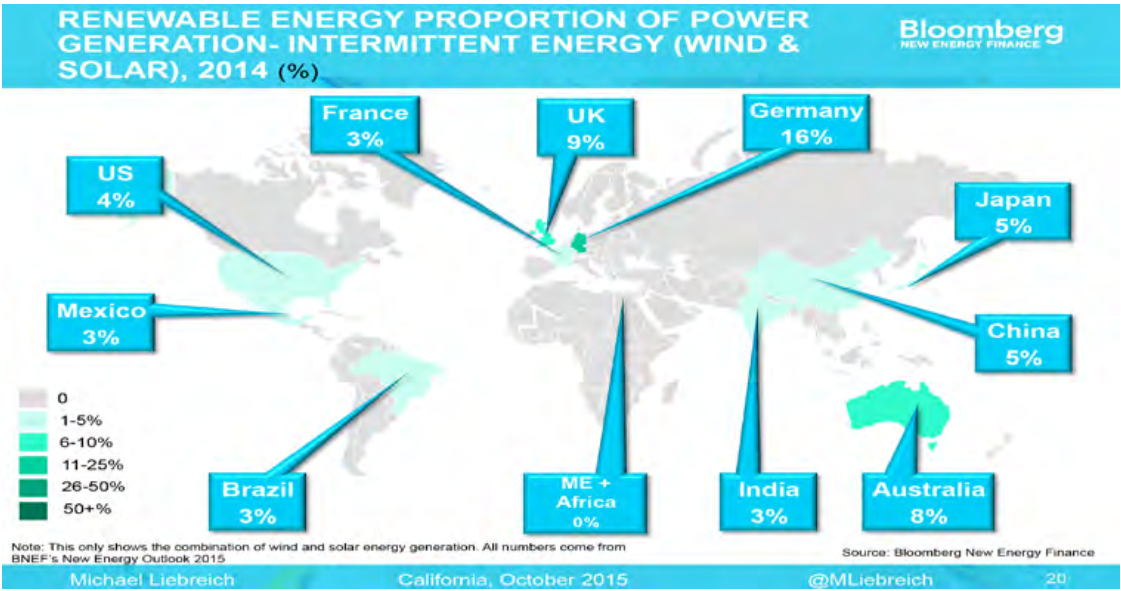 RENEWABLE ENERGY PROPORTION OF POWER
GENERATION- INTERMITTENT ENERGY (WIND &
SOLAR), 2014 (%)
Bloomberg
NEW ENERGY FINANCE
France
3%
UK
9%
Germany
16%
US
4%
Japan
5%
Mexico
3%
China
5%
0
1-5%
6-10%
11-25%
26-50%
50+%
Brazil
3%
ME +
Africa
0%
India
3%
Australia
8%
Note: This only shows the combination of wind and solar energy generation. All numbers come from
BNEF's New Energy Outlook 2015
Source: Bloomberg New Energy Finance
Michael Liebreich
California, October 2015
@MLiebreich
20